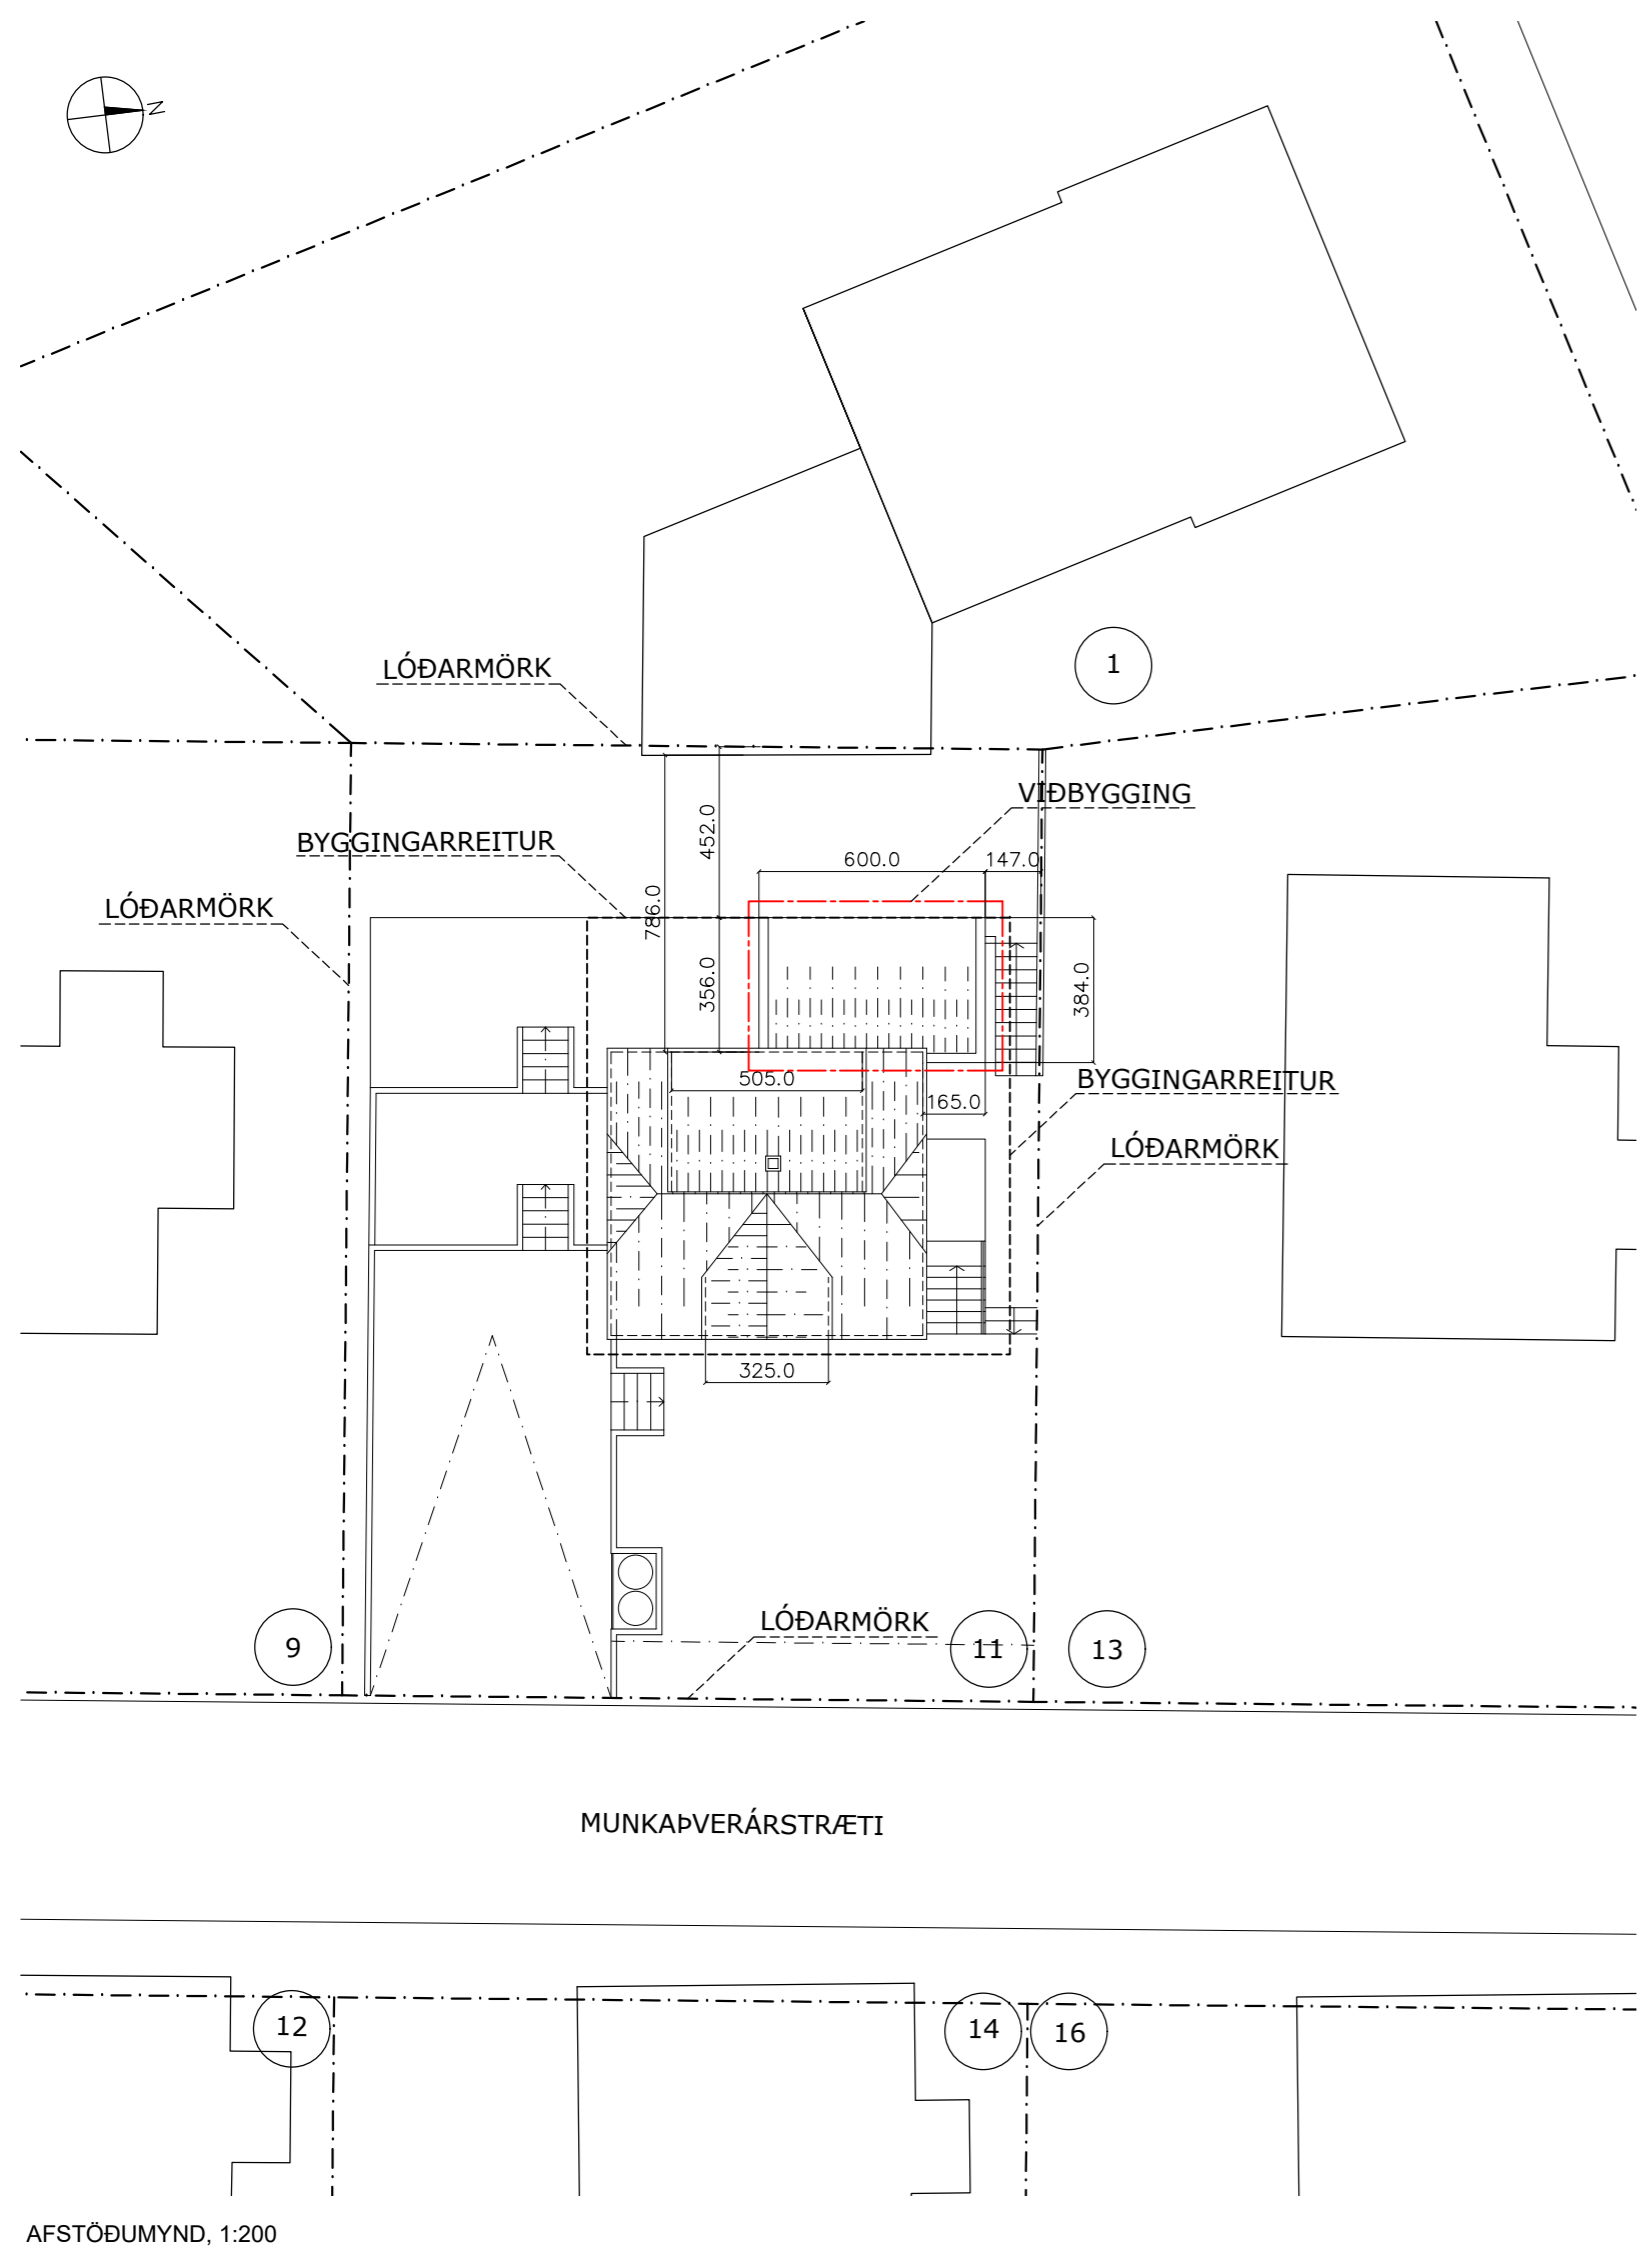 N
1
LÓÐARMÖRK
VIÐBYGGING
452.0
BYGGINGARREITUR
600.0
147.0
786.0
LÓÐARMÖRK
356.0
384.0
505.0
BYGGINGARREITUR
165.0
LÓÐARMÖRK
325.0
LÓÐARMÖRK
9
11
13
MUNKAÞVERÁRSTRÆTI
12
14
16
AFSTÖÐUMYND, 1:200